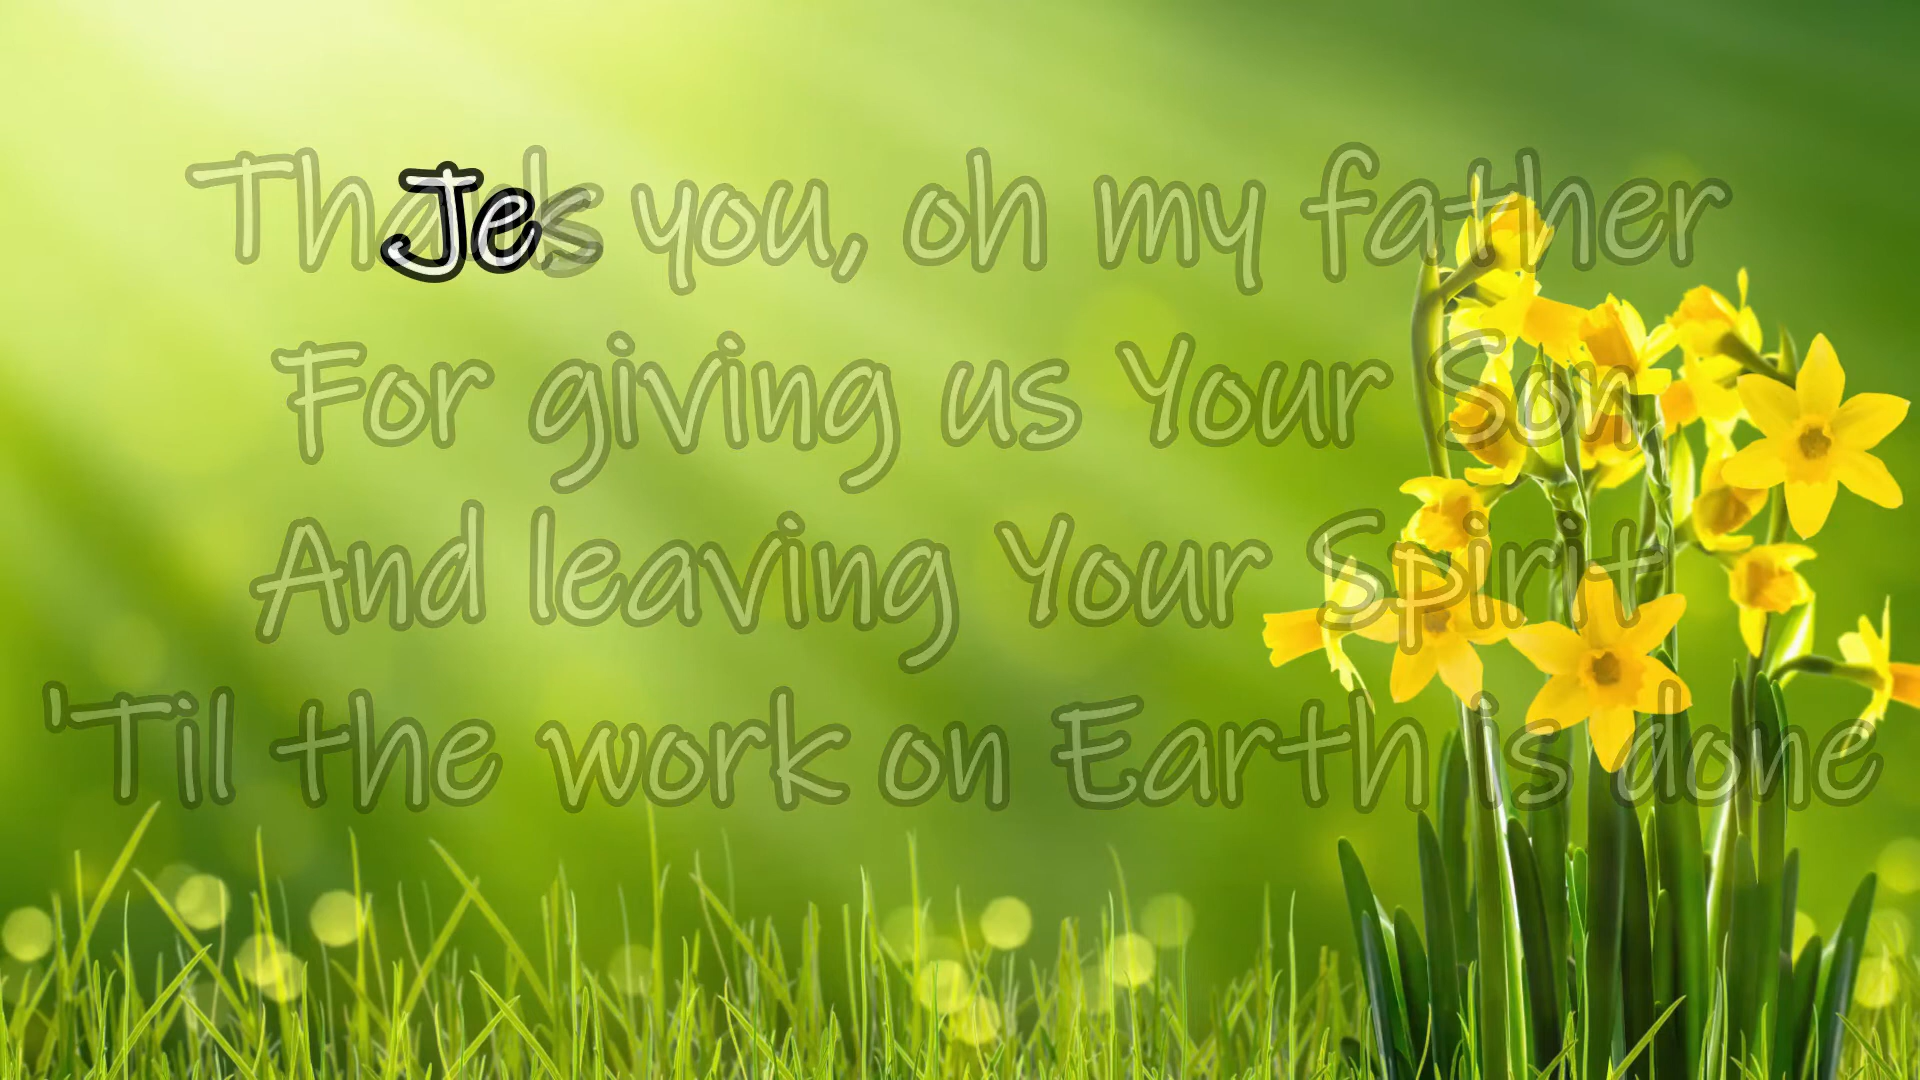 Thanks you, oh my father
Je
For giving us Your Son
And leaving Your Spirit
'Til the work on Earth is done